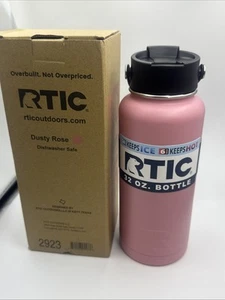 Overbuilt. Not Overpriced.
RTIC
rticoutdoors.com
Dusty Rose
Dishwasher Safe
2923
KEEPS ICE
KEEPS HOT
RTIC
32 OZ. BOTTLE